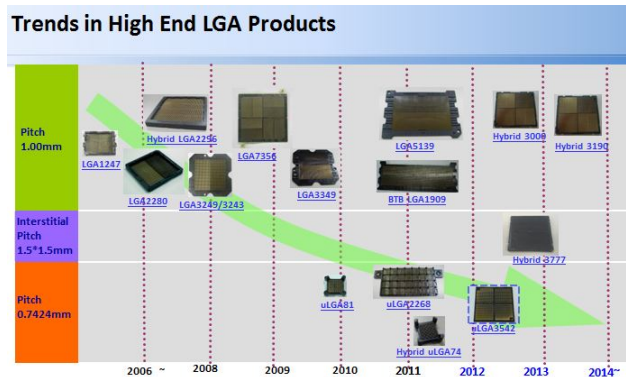 Trends in High End LGA Products
Pitch
1.00mm
LGA1247
Hybrid LGA2256
LGA2280
LGA3249/3243
LGA7356
LGA3349
LGA5139
BTB LGA1909
Hybrid 3000
Hybrid 3190
Interstitial
Pitch
1.5*1.5mm
Hybrid 3777
Pitch
0.7424mm
uLGA81
uLGA2268
Hybrid uLGA74
uLGA3542
2006 ~ 2008 2009 2010 2011 2012 2013 2014~